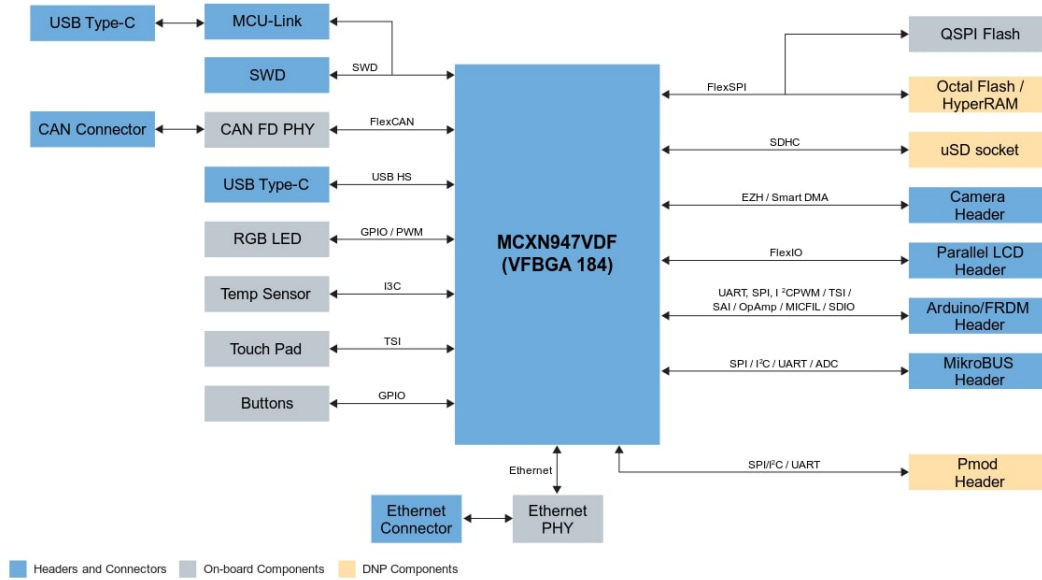 USB Type-C
MCU-Link
SWD
SWD
CAN Connector
CAN FD PHY
FlexCAN
USB Type-C
USB HS
RGB LED
GPIO / PWM
Temp Sensor
I3C
Touch Pad
TSI
Buttons
GPIO
MCXN947VDF
(VFBGA 184)
FlexSPI
QSPI Flash
Octal Flash /
HyperRAM
SDHC
uSD socket
EZH / Smart DMA
Camera
Header
FlexIO
Parallel LCD
Header
UART, SPI, I ²CPWM / TSI /
SAI / OpAmp / MICFIL / SDIO
Arduino/FRDM
Header
SPI / I²C / UART / ADC
MikroBUS
Header
SPI/I²C / UART
Pmod
Header
Ethernet
Ethernet
Connector
Ethernet
PHY
Headers and Connectors
On-board Components
DNP Components